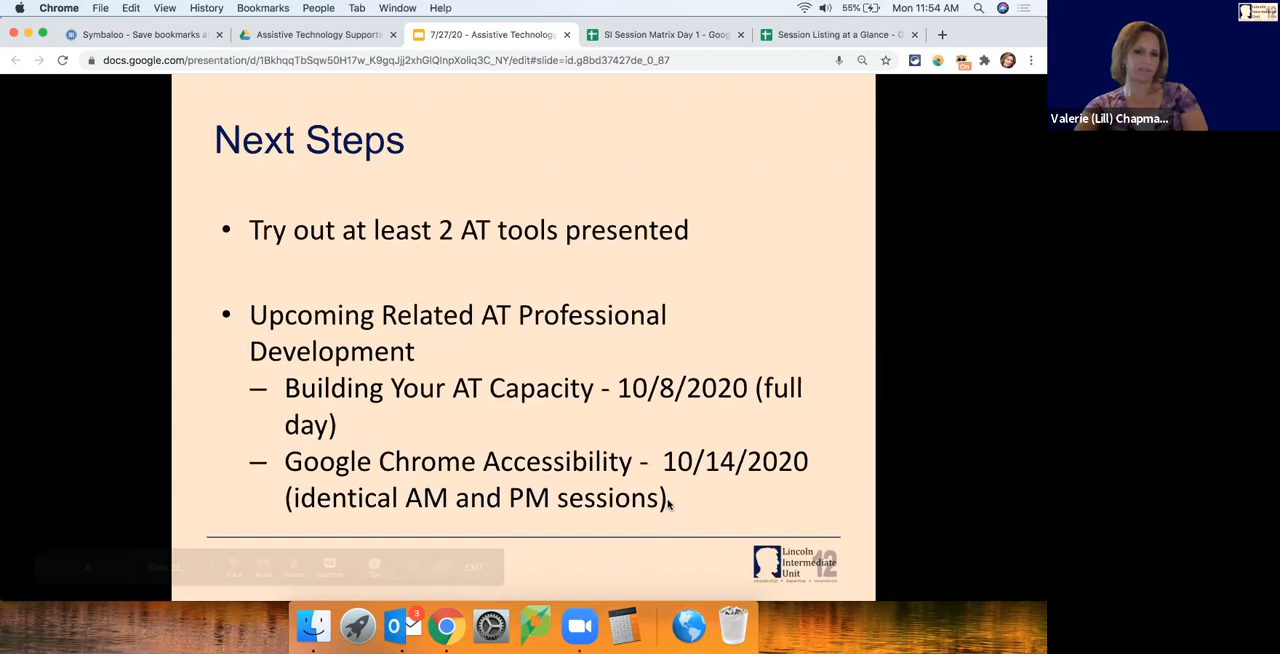 Chrome File Edit View History Bookmarks People Tab Window Help 55% Mon 11:54 AM
Symbaloo - Save bookmarks a
Assistive Technology Supports
7/27/20 - Assistive Technology
SI Session Matrix Day 1 - Goog
Session Listing at a Glance - G
docs.google.com/presentation/d/1BkhqqTbSqw50H17w_K9gqJjj2xhGlQInpXoliq3C_NY/edit#slide=id.g8bd37427de_0_87
Valerie (Lill) Chapma...
Next Steps
• Try out at least 2 AT tools presented
• Upcoming Related AT Professional
Development
– Building Your AT Capacity - 10/8/2020 (full
day)
– Google Chrome Accessibility - 10/14/2020
(identical AM and PM sessions)
Lincoln
Intermediate
Unit
12
EXIT
3